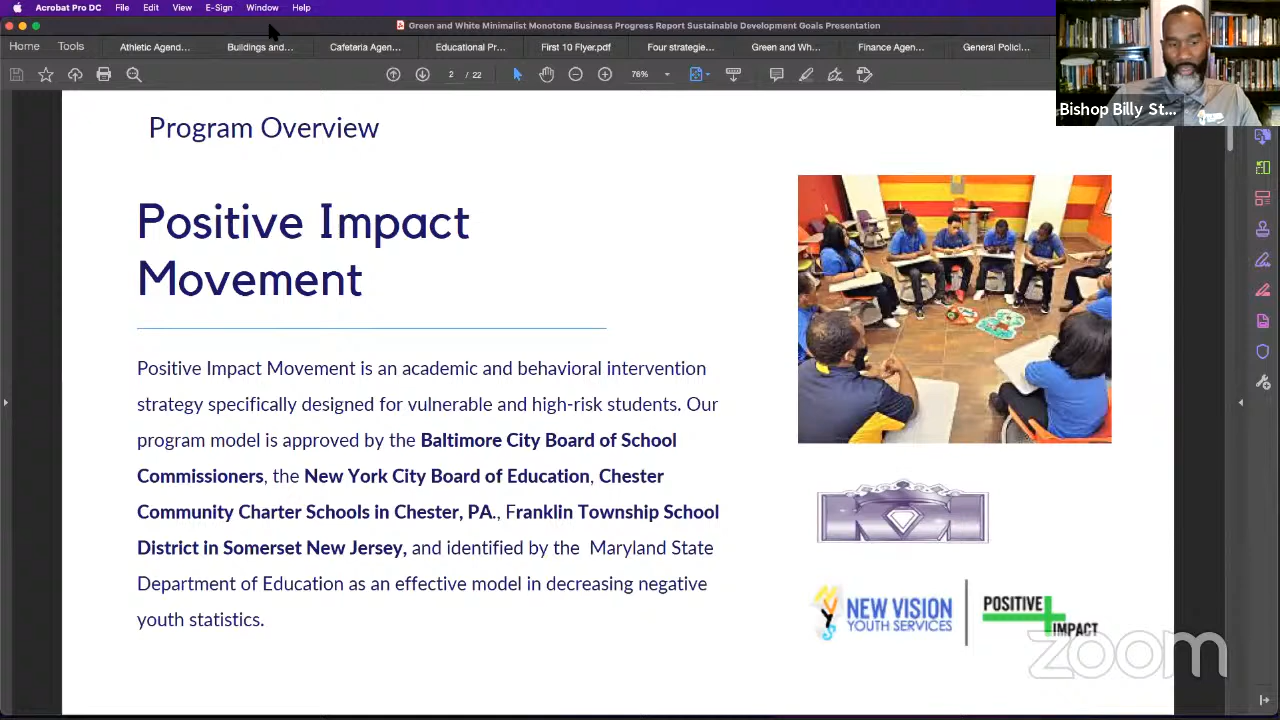 Acrobat Pro DC File Edit View E-Sign Window Help
Green and White Minimalist Monotone Business Progress Report Sustainable Development Goals Presentation
Home Tools Athletic Agend... Buildings and... Cafeteria Agen... Educational Pr... First 10 Flyer.pdf Four strategie... Green and Wh... Finance Agen... General Polici...
2 / 22 76%
Bishop Billy St...
Program Overview
Positive Impact
Movement
Positive Impact Movement is an academic and behavioral intervention
strategy specifically designed for vulnerable and high-risk students. Our
program model is approved by the Baltimore City Board of School
Commissioners, the New York City Board of Education, Chester
Community Charter Schools in Chester, PA., Franklin Township School
District in Somerset New Jersey, and identified by the Maryland State
Department of Education as an effective model in decreasing negative
youth statistics.
NVYS
NEW VISION
YOUTH SERVICES
POSITIVE
IMPACT
zoom